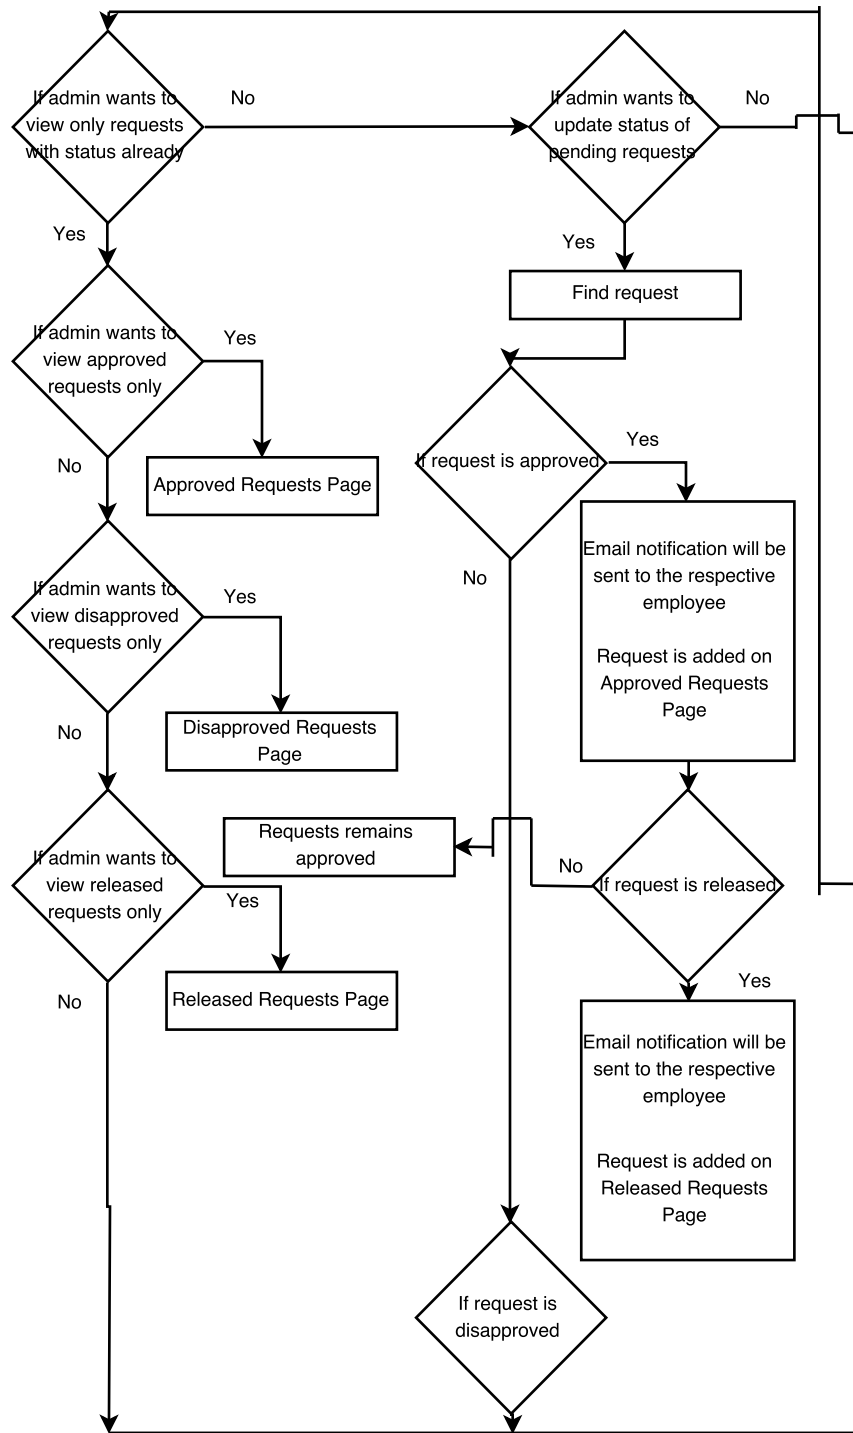 If admin wants to
view only requests
with status already
No
If admin wants to
update status of
pending requests
No
Yes
Yes
Find request
If admin wants to
view approved
requests only
Yes
No
Approved Requests Page
If request is approved
Yes
No
Email notification will be
sent to the respective
employee
Request is added on
Approved Requests
Page
If admin wants to
view disapproved
requests only
Yes
No
Disapproved Requests
Page
Requests remains
approved
No
If request is released
Yes
If admin wants to
view released
requests only
Yes
No
Released Requests Page
Email notification will be
sent to the respective
employee
Request is added on
Released Requests
Page
If request is
disapproved